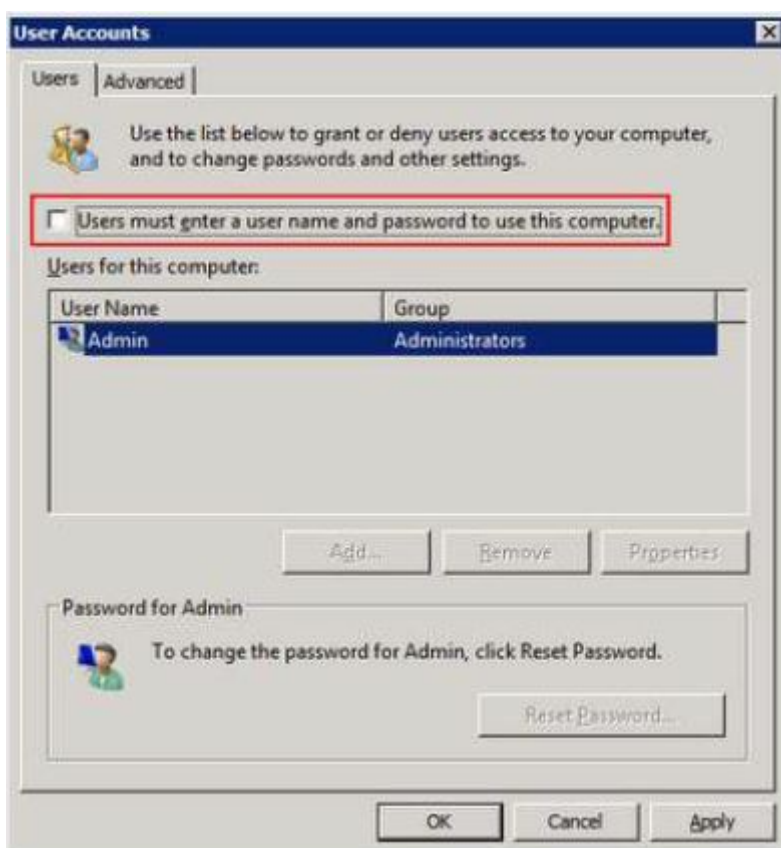 User Accounts
Users
Advanced
Use the list below to grant or deny users access to your computer,
and to change passwords and other settings.
Users must enter a user name and password to use this computer.
Users for this computer:
User Name
Group
Admin
Administrators
Add...
Remove
Properties
Password for Admin
To change the password for Admin, click Reset Password.
Reset Password...
OK
Cancel
Apply